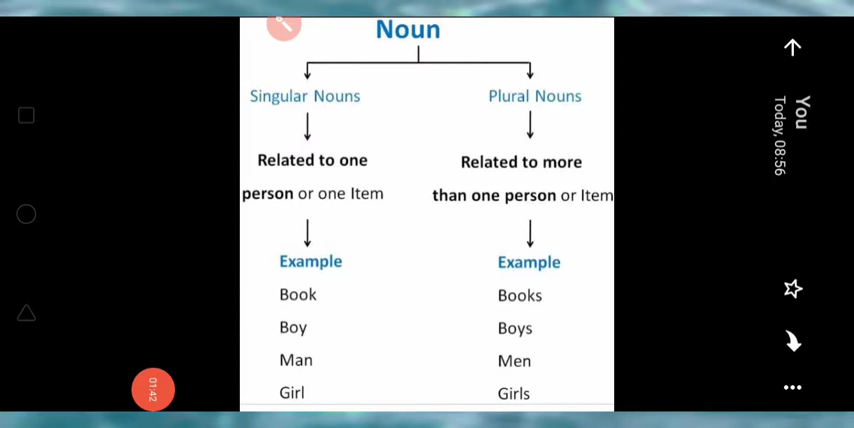 Noun
Singular Nouns
Related to one
person or one Item
Example
Book
Boy
Man
Girl
Plural Nouns
Related to more
than one person or Item
Example
Books
Boys
Men
Girls
You
Today, 08:56
01:42